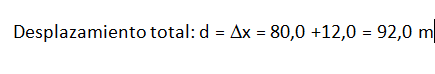 Desplazamiento total: d = Δx = 80,0 +12,0 = 92,0 m